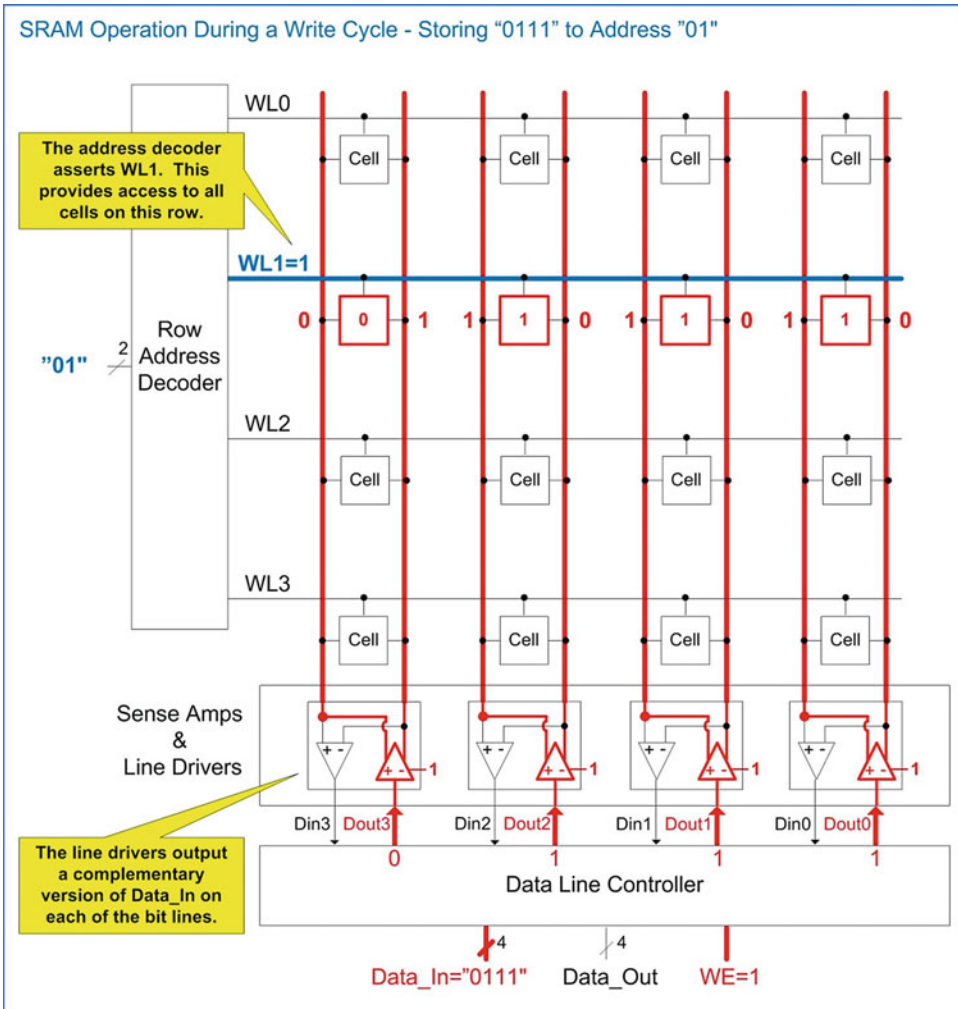 SRAM Operation During a Write Cycle - Storing “0111” to Address ”01"
WL0
The address decoder
asserts WL1. This
provides access to all
cells on this row.
Cell Cell Cell Cell
WL1=1
0 0 1 1 1 0 1 1 0 1 1 0
”01" 2
Row
Address
Decoder
WL2
Cell Cell Cell Cell
WL3
Cell Cell Cell Cell
Sense Amps
&
Line Drivers
+ - + - 1 + - + - 1 + - + - 1 + - + - 1
Din3 Dout3 Din2 Dout2 Din1 Dout1 Din0 Dout0
0 1 1 1
The line drivers output
a complementary
version of Data_In on
each of the bit lines.
Data Line Controller
4 4
Data_In=”0111" Data_Out WE=1